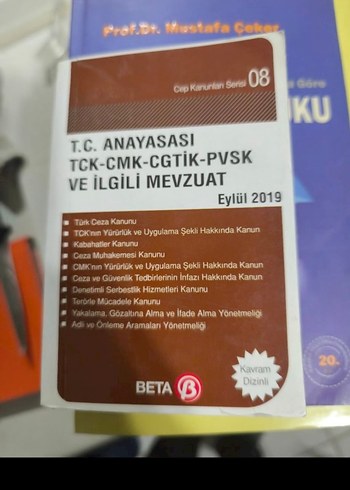 Prof.Dr. Mustafa Çeker
Göre
UKU
20.
Cep Kanunları Serisi 08
T.C. ANAYASASI
TCK-CMK-CGTİK-PVSK
VE İLGİLİ MEVZUAT
Eylül 2019
Türk Ceza Kanunu
TCK'nın Yürürlük ve Uygulama Şekli Hakkında Kanun
Kabahatler Kanunu
Ceza Muhakemesi Kanunu
CMK'nın Yürürlük ve Uygulama Şekli Hakkında Kanun
Ceza ve Güvenlik Tedbirlerinin İnfazı Hakkında Kanun
Denetimli Serbestlik Hizmetleri Kanunu
Terörle Mücadele Kanunu
Yakalama, Gözaltına Alma ve İfade Alma Yönetmeliği
Adli ve Önleme Aramaları Yönetmeliği
Kavram
Dizinli
BETA